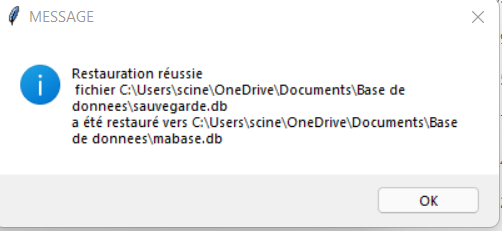 MESSAGE
Restauration réussie
fichier C:\Users\scine\OneDrive\Documents\Base de
donnees\sauvegarde.db
a été restauré vers C:\Users\scine\OneDrive\Documents\Base
de donnees\mabase.db
OK